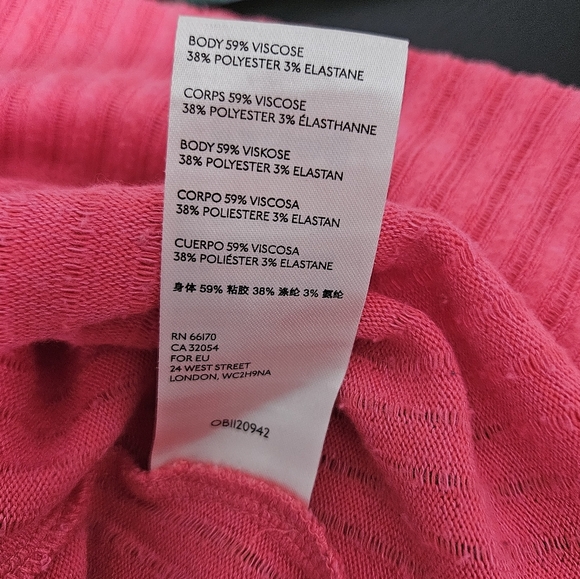 BODY 59% VISCOSE
38% POLYESTER 3% ELASTANE
CORPS 59% VISCOSE
38% POLYESTER 3% ÉLASTHANNE
BODY 59% VISKOSE
38% POLYESTER 3% ELASTAN
CORPO 59% VISCOSA
38% POLIESTERE 3% ELASTAN
CUERPO 59% VISCOSA
38% POLIÉSTER 3% ELASTANE
身体 59% 粘胶 38% 涤纶 3% 氨纶
RN 66170
CA 32054
FOR EU
24 WEST STREET
LONDON, WC2H9NA
OB1120942